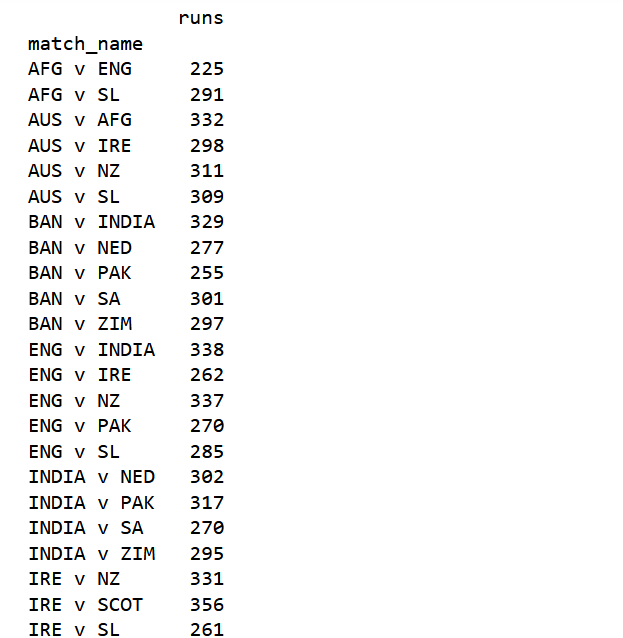 runs
match_name
AFG v ENG 225
AFG v SL 291
AUS v AFG 332
AUS v IRE 298
AUS v NZ 311
AUS v SL 309
BAN v INDIA 329
BAN v NED 277
BAN v PAK 255
BAN v SA 301
BAN v ZIM 297
ENG v INDIA 338
ENG v IRE 262
ENG v NZ 337
ENG v PAK 270
ENG v SL 285
INDIA v NED 302
INDIA v PAK 317
INDIA v SA 270
INDIA v ZIM 295
IRE v NZ 331
IRE v SCOT 356
IRE v SL 261